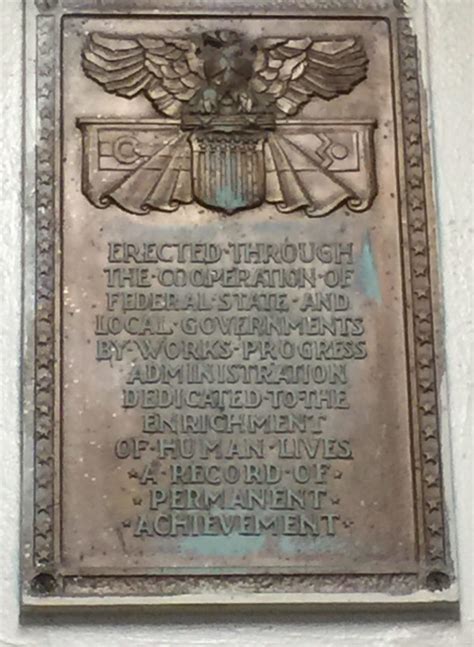 ERECTED·THROUGH
THE·COOPERATION·OF
FEDERAL·STATE·AND
LOCAL·GOVERNMENTS
BY·WORKS·PROGRESS
ADMINISTRATION
DEDICATED·TO·THE
ENRICHMENT
OF·HUMAN·LIVES
·A·RECORD·OF·
·PERMANENT·
·ACHIEVEMENT·